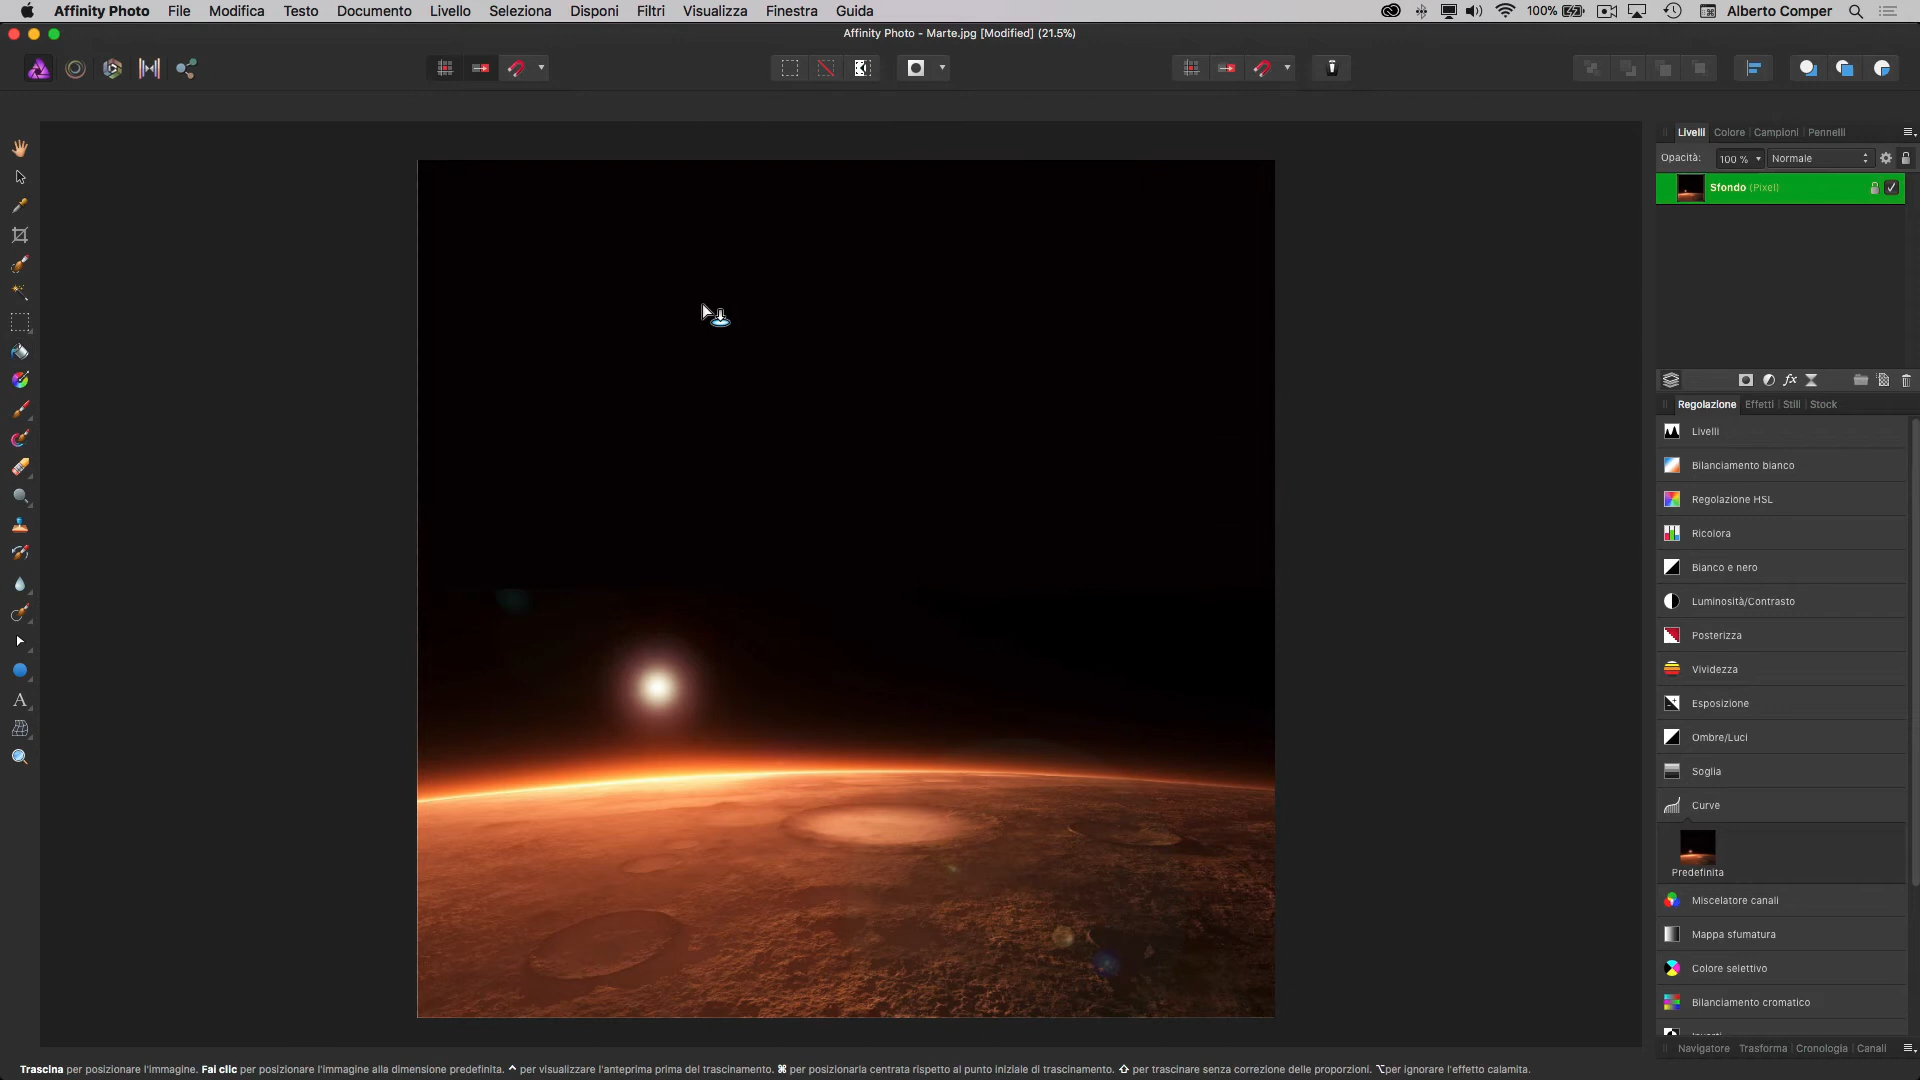 Affinity Photo File Modifica Testo Documento Livello Seleziona Disponi Filtri Visualizza Finestra Guida 100% Alberto Comper
Affinity Photo - Marte.jpg [Modified] (21.5%)
Livelli Colore Campioni Pennelli
Opacità: 100 % Normale
Sfondo (Pixel)
fx
Regolazione Effetti Stili Stock
Livelli
Bilanciamento bianco
Regolazione HSL
Ricolora
Bianco e nero
Luminosità/Contrasto
Posterizza
Vividezza
Esposizione
Ombre/Luci
Soglia
Curve
Predefinita
Miscelatore canali
Mappa sfumatura
Colore selettivo
Bilanciamento cromatico
Navigatore Trasforma Cronologia Canali
Trascina per posizionare l'immagine. Fai clic per posizionare l'immagine alla dimensione predefinita. ^ per visualizzare l'anteprima prima del trascinamento. ⌘ per posizionarla centrata rispetto al punto iniziale di trascinamento. ⇧ per trascinare senza correzione delle proporzioni. ⌥per ignorare l'effetto calamita.